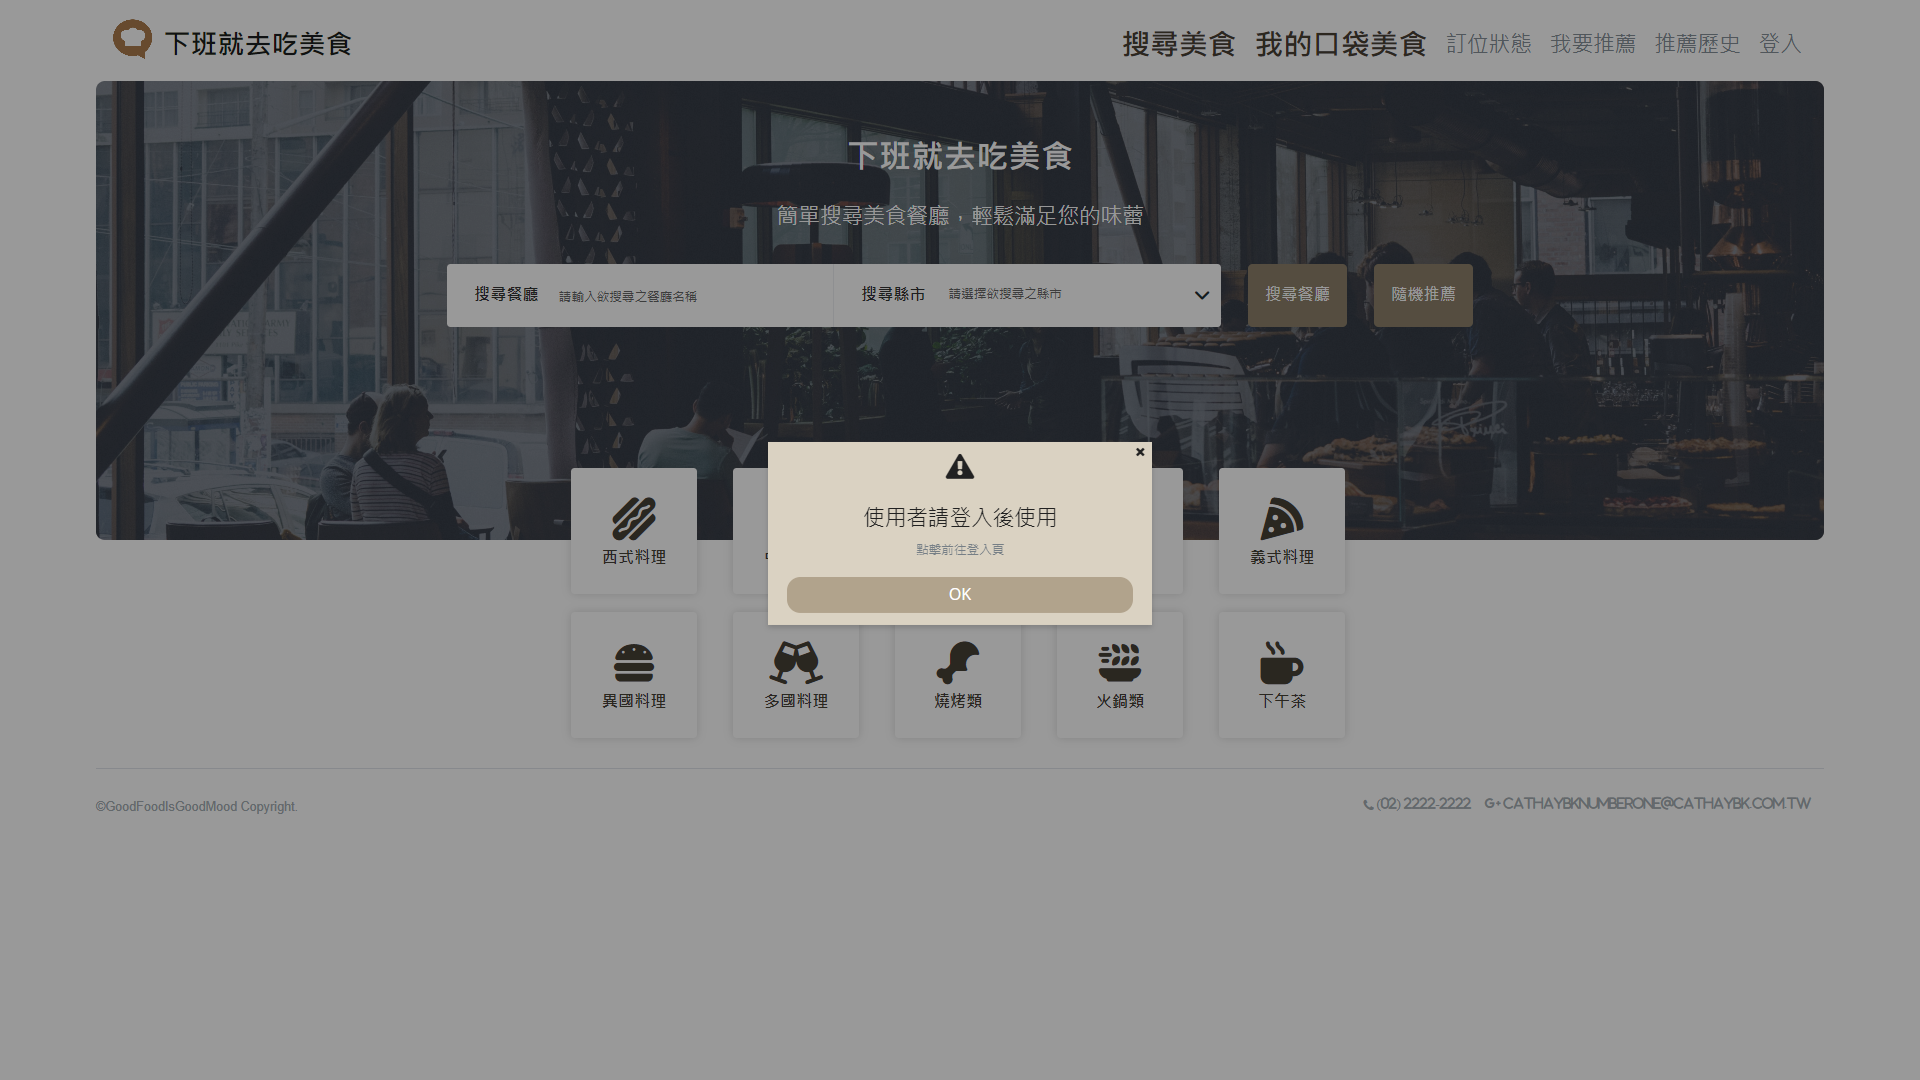 下班就去吃美食
搜尋美食 我的口袋美食 訂位狀態 我要推薦 推薦歷史 登入
下班就去吃美食
簡單搜尋美食餐廳,輕鬆滿足您的味蕾
搜尋餐廳 請輸入欲搜尋之餐廳名稱 搜尋縣市 請選擇欲搜尋之縣市 搜尋餐廳 隨機推薦
使用者請登入後使用
點擊前往登入頁
OK
西式料理 義式料理
異國料理 多國料理 燒烤類 火鍋類 下午茶
©GoodFoodIsGoodMood Copyright.
(02) 2222-2222 G+ CATHAYBKNUMBERONE@CATHAYBK.COM.TW